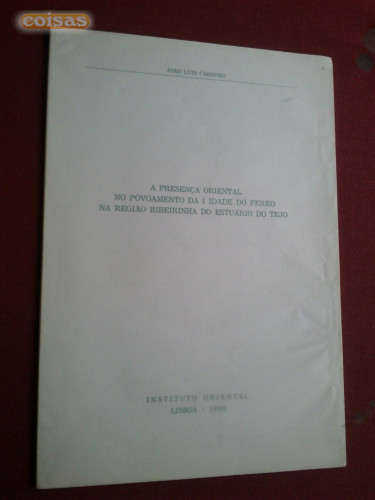 coisas
JOÃO LUÍS CARDOSO
A PRESENÇA ORIENTAL
NO POVOAMENTO DA I IDADE DO FERRO
NA REGIÃO RIBEIRINHA DO ESTUÁRIO DO TEJO
INSTITUTO ORIENTAL
LISBOA - 1990